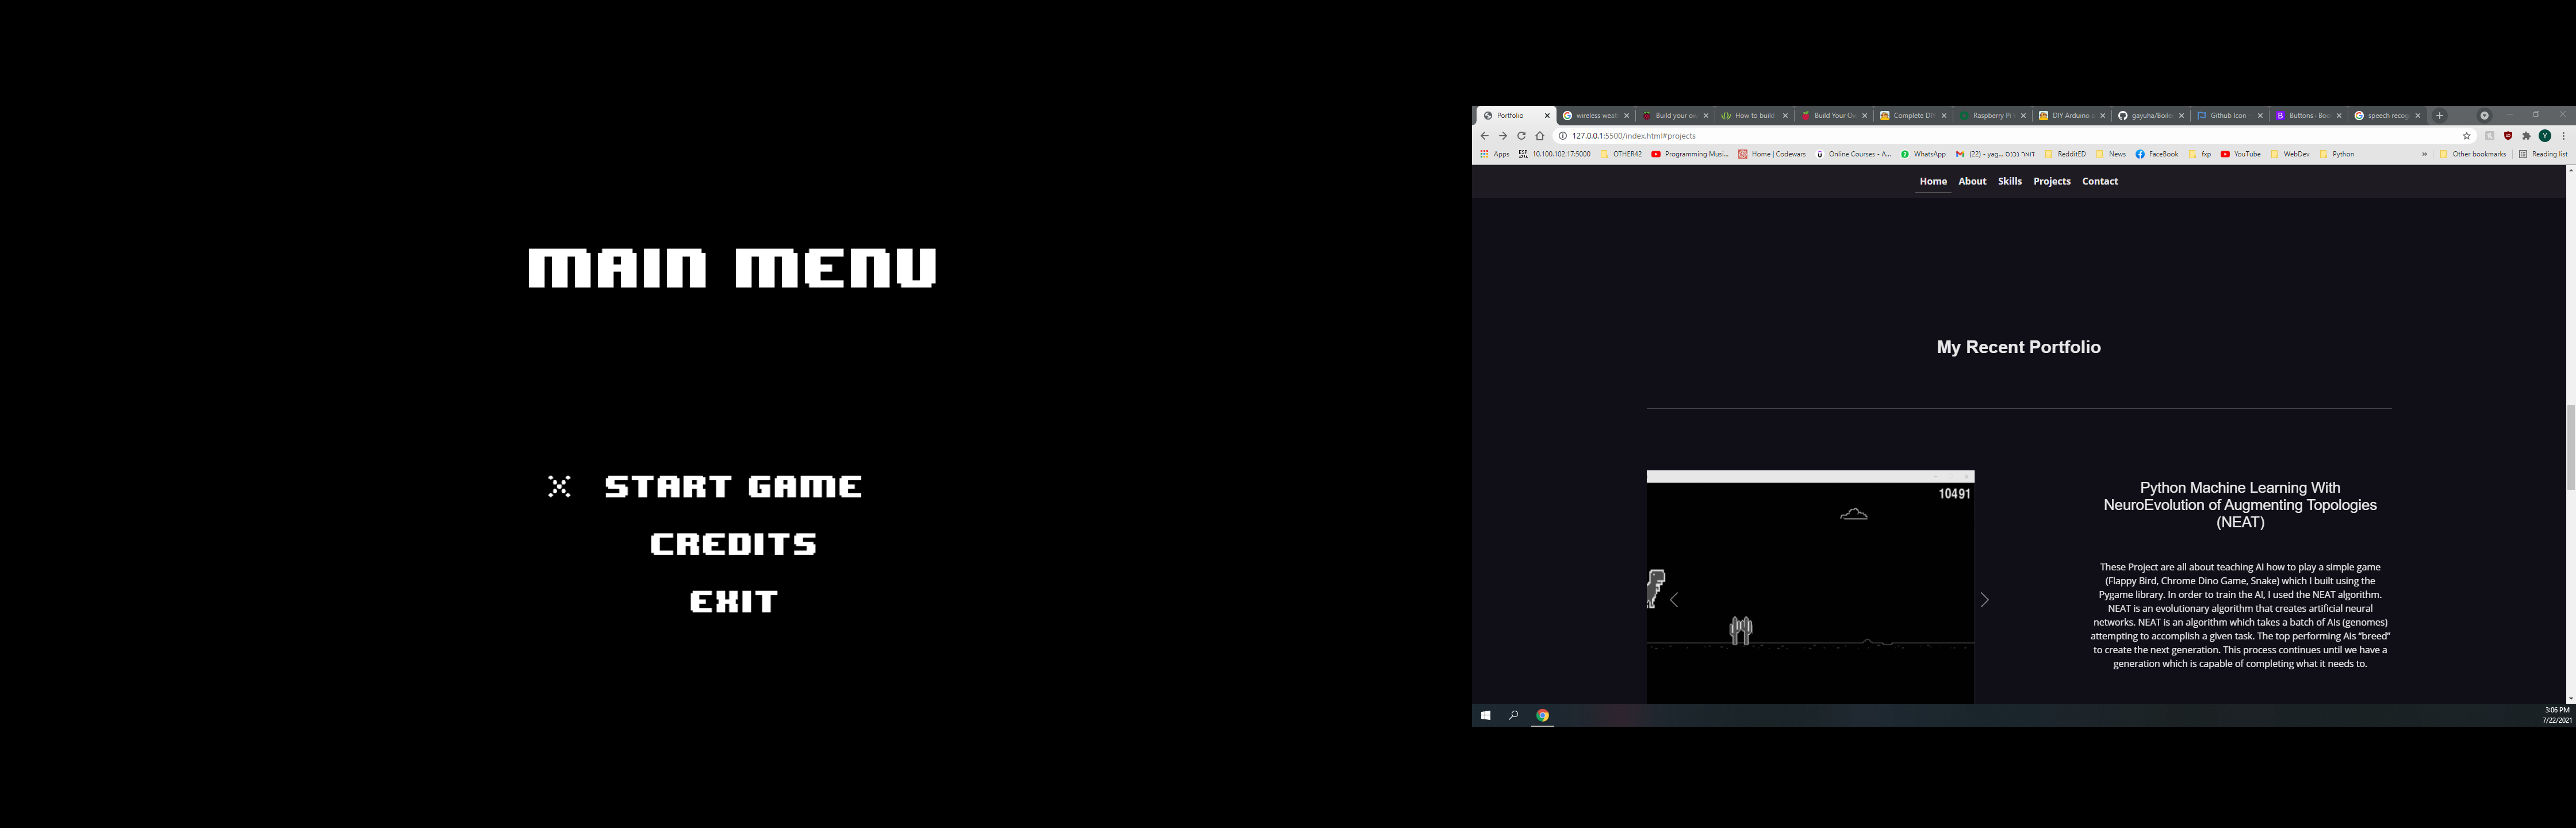 MAIN MENU
X START GAME
CREDITS
EXIT
Portfolio
wireless weat
Build your ow
How to build
Build Your Ow
Complete DIY
Raspberry Pi
DIY Arduino
gayuha/Boile
Github Icon
Buttons · Boo
speech recog
127.0.0.1:5500/index.html#projects
Apps
10.100.102.17:5000
OTHER42
Programming Musi...
Home | Codewars
Online Courses - A...
WhatsApp
(22) - yag... דואר נכנס
RedditED
News
FaceBook
fxp
YouTube
WebDev
Python
»
Other bookmarks
Reading list
Home About Skills Projects Contact
My Recent Portfolio
10491
Python Machine Learning With
NeuroEvolution of Augmenting Topologies
(NEAT)
These Project are all about teaching AI how to play a simple game
(Flappy Bird, Chrome Dino Game, Snake) which I built using the
Pygame library. In order to train the AI, I used the NEAT algorithm.
NEAT is an evolutionary algorithm that creates artificial neural
networks. NEAT is an algorithm which takes a batch of AIs (genomes)
attempting to accomplish a given task. The top performing AIs “breed”
to create the next generation. This process continues until we have a
generation which is capable of completing what it needs to.
3:06 PM
7/22/2021